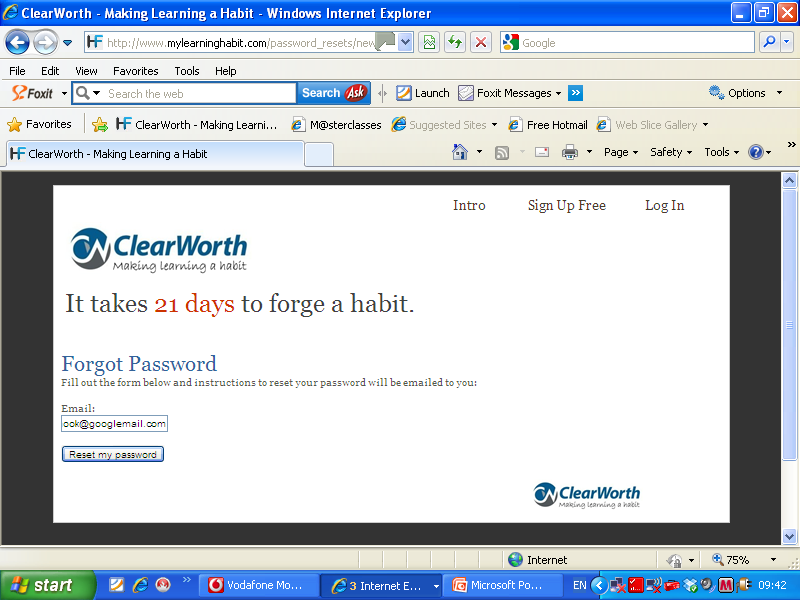 ClearWorth - Making Learning a Habit - Windows Internet Explorer
http://www.mylearninghabit.com/password_resets/new
Google
File Edit View Favorites Tools Help
Foxit Search the web Search Ask Launch Foxit Messages Options
Favorites ClearWorth - Making Learni... M@sterclasses Suggested Sites Free Hotmail Web Slice Gallery
ClearWorth - Making Learning a Habit Page Safety Tools
Intro Sign Up Free Log In
ClearWorth
Making learning a habit
It takes 21 days to forge a habit.
Forgot Password
Fill out the form below and instructions to reset your password will be emailed to you:
Email:
ook@googlemail.com
Reset my password
ClearWorth
Making learning a habit
Internet 75%
start Vodafone Mo... 3 Internet E... Microsoft Po... EN 09:42